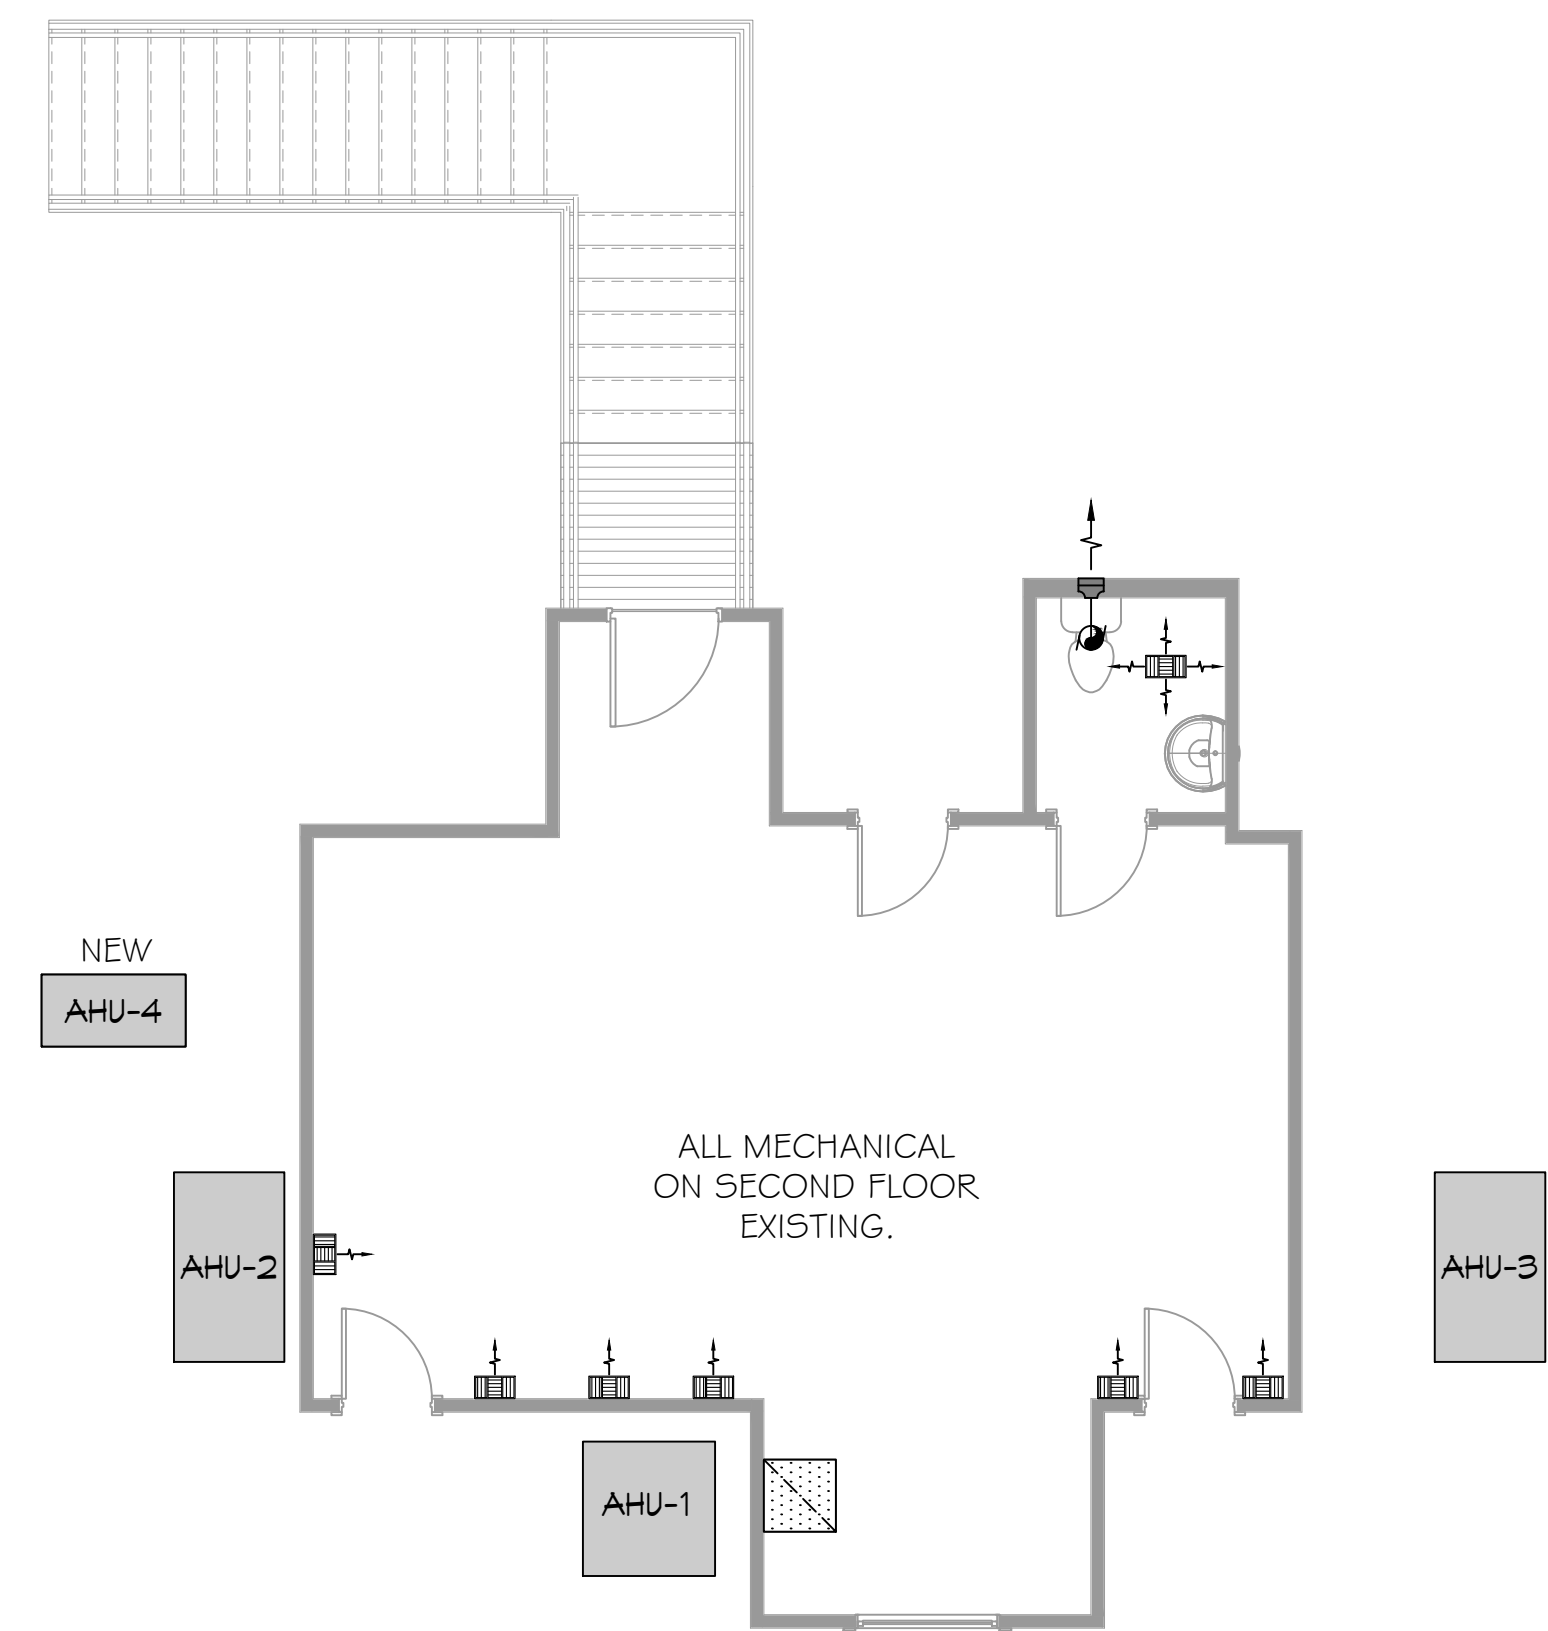 NEW
AHU-4
ALL MECHANICAL
ON SECOND FLOOR
EXISTING.
AHU-2
AHU-3
AHU-1